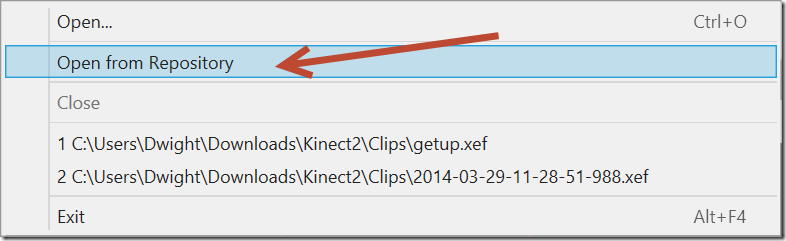 Open... Ctrl+O
Open from Repository
Close
1 C:\Users\Dwight\Downloads\Kinect2\Clips\getup.xef
2 C:\Users\Dwight\Downloads\Kinect2\Clips\2014-03-29-11-28-51-988.xef
Exit Alt+F4